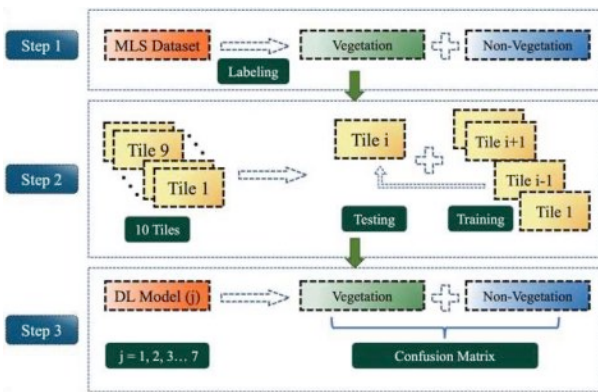 Step 1
MLS Dataset
Labeling
Vegetation
Non-Vegetation
Step 2
Tile 9
Tile 1
10 Tiles
Tile i
Testing
Tile i+1
Tile i-1
Tile 1
Training
Step 3
DL Model (j)
Vegetation
Non-Vegetation
j = 1, 2, 3... 7
Confusion Matrix